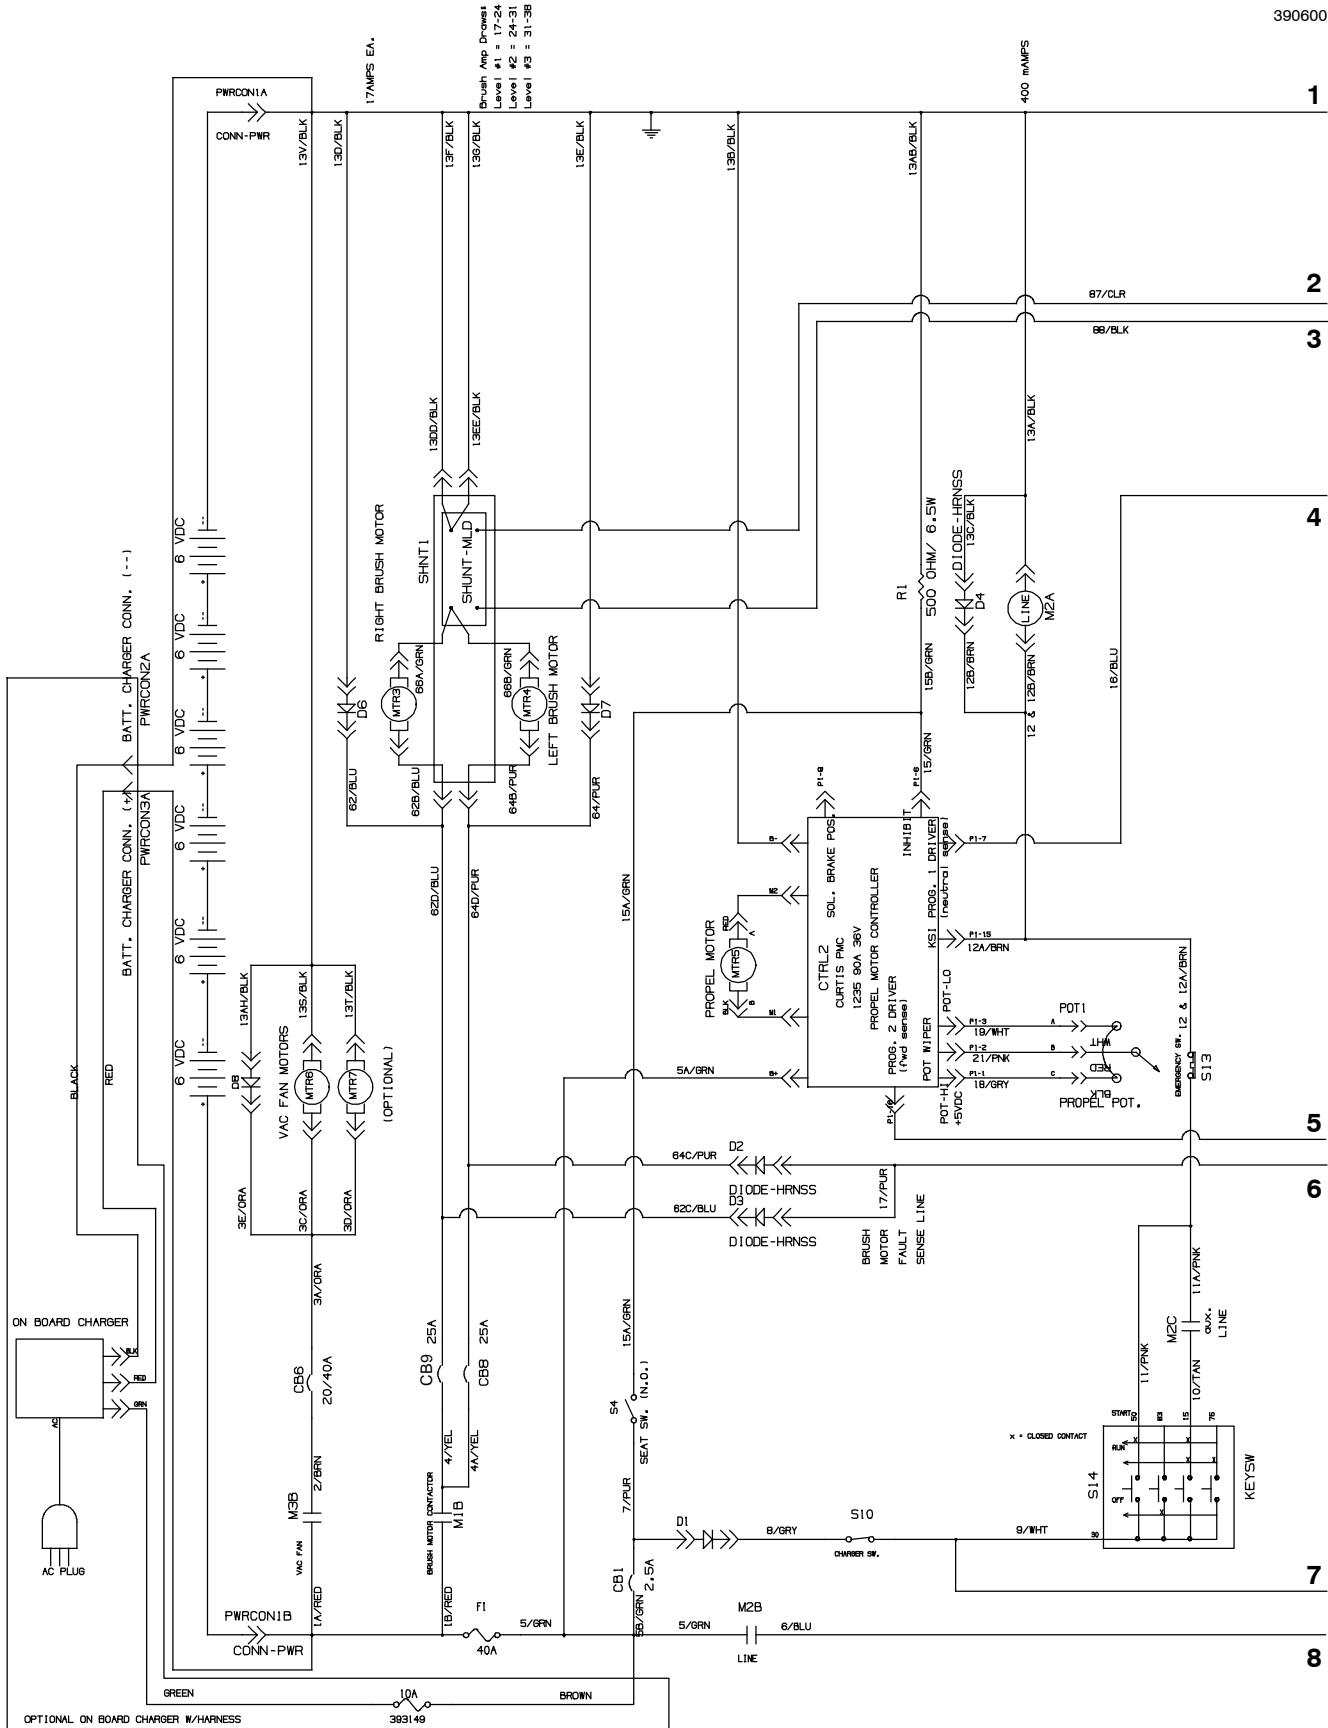 390600
17AMPS EA.
Brush Amp Draws:
Level #1 = 17-24
Level #2 = 24-31
Level #3 = 31-38
400 mAMPS
1
PWRCON1A
CONN-PWR
13V/BLK
13D/BLK
13F/BLK
13G/BLK
13E/BLK
13B/BLK
13AB/BLK
2
87/CLR
88/BLK
3
13DD/BLK
13EE/BLK
13A/BLK
4
6 VDC
6 VDC
6 VDC
6 VDC
6 VDC
6 VDC
BATT. CHARGER CONN. (--)
PWRCON2A
BATT. CHARGER CONN. (+)
PWRCON3A
RIGHT BRUSH MOTOR
SHNT1
SHUNT-MLD
MTR3
66A/GRN
MTR4
66B/GRN
LEFT BRUSH MOTOR
D6
D7
62/BLU
62B/BLU
64B/PUR
64/PUR
R1
500 OHM/ 6.5W
DIODE-HRNSS
13C/BLK
D4
12B/BRN
LINE
M2A
12 & 12B/BRN
15B/GRN
16/BLU
15/GRN
P1-8
P1-6
62D/BLU
64D/PUR
15A/GRN
B-
M2
M1
B+
PROPEL MOTOR
RED
A
MTR5
BLK
B
5A/GRN
CTRL2
CURTIS PMC
1235 90A 36V
PROPEL MOTOR CONTROLLER
SOL. BRAKE POS.
INHIBIT
PROG. 1 DRIVER
(neutral sense)
PROG. 2 DRIVER
(fwd sense)
KSI
POT-LO
POT WIPER
POT-HI
+5VDC
P1-7
P1-15
12A/BRN
P1-3
19/WHT
P1-2
21/PNK
P1-1
18/GRY
A
B
C
POT1
WHT
RED
BLK
PROPEL POT.
EMERGENCY SW.
12 & 12A/BRN
S13
5
6
13AH/BLK
13S/BLK
13T/BLK
D8
VAC FAN MOTORS
MTR6
MTR7
(OPTIONAL)
3E/ORA
3C/ORA
3D/ORA
3A/ORA
BLACK
RED
64C/PUR
D2
DIODE-HRNSS
62C/BLU
D3
DIODE-HRNSS
17/PUR
BRUSH
MOTOR
FAULT
SENSE LINE
ON BOARD CHARGER
BLK
RED
GRN
AC
AC PLUG
CB6
20/40A
CB9
25A
CB8
25A
S4
SEAT SW. (N.O.)
15A/GRN
7/PUR
2/BRN
M3B
VAC FAN
4/YEL
4A/YEL
BRUSH MOTOR CONTACTOR
M1B
1A/RED
1B/RED
11A/PNK
M2C
aux.
LINE
11/PNK
10/TAN
x = CLOSED CONTACT
START
RUN
OFF
50
83
15
76
30
S14
KEYSW
D1
8/GRY
S10
CHARGER SW.
9/WHT
7
CB1
2.5A
5B/GRN
PWRCON1B
CONN-PWR
F1
40A
5/GRN
5/GRN
M2B
LINE
6/BLU
8
GREEN
10A
393149
BROWN
OPTIONAL ON BOARD CHARGER W/HARNESS